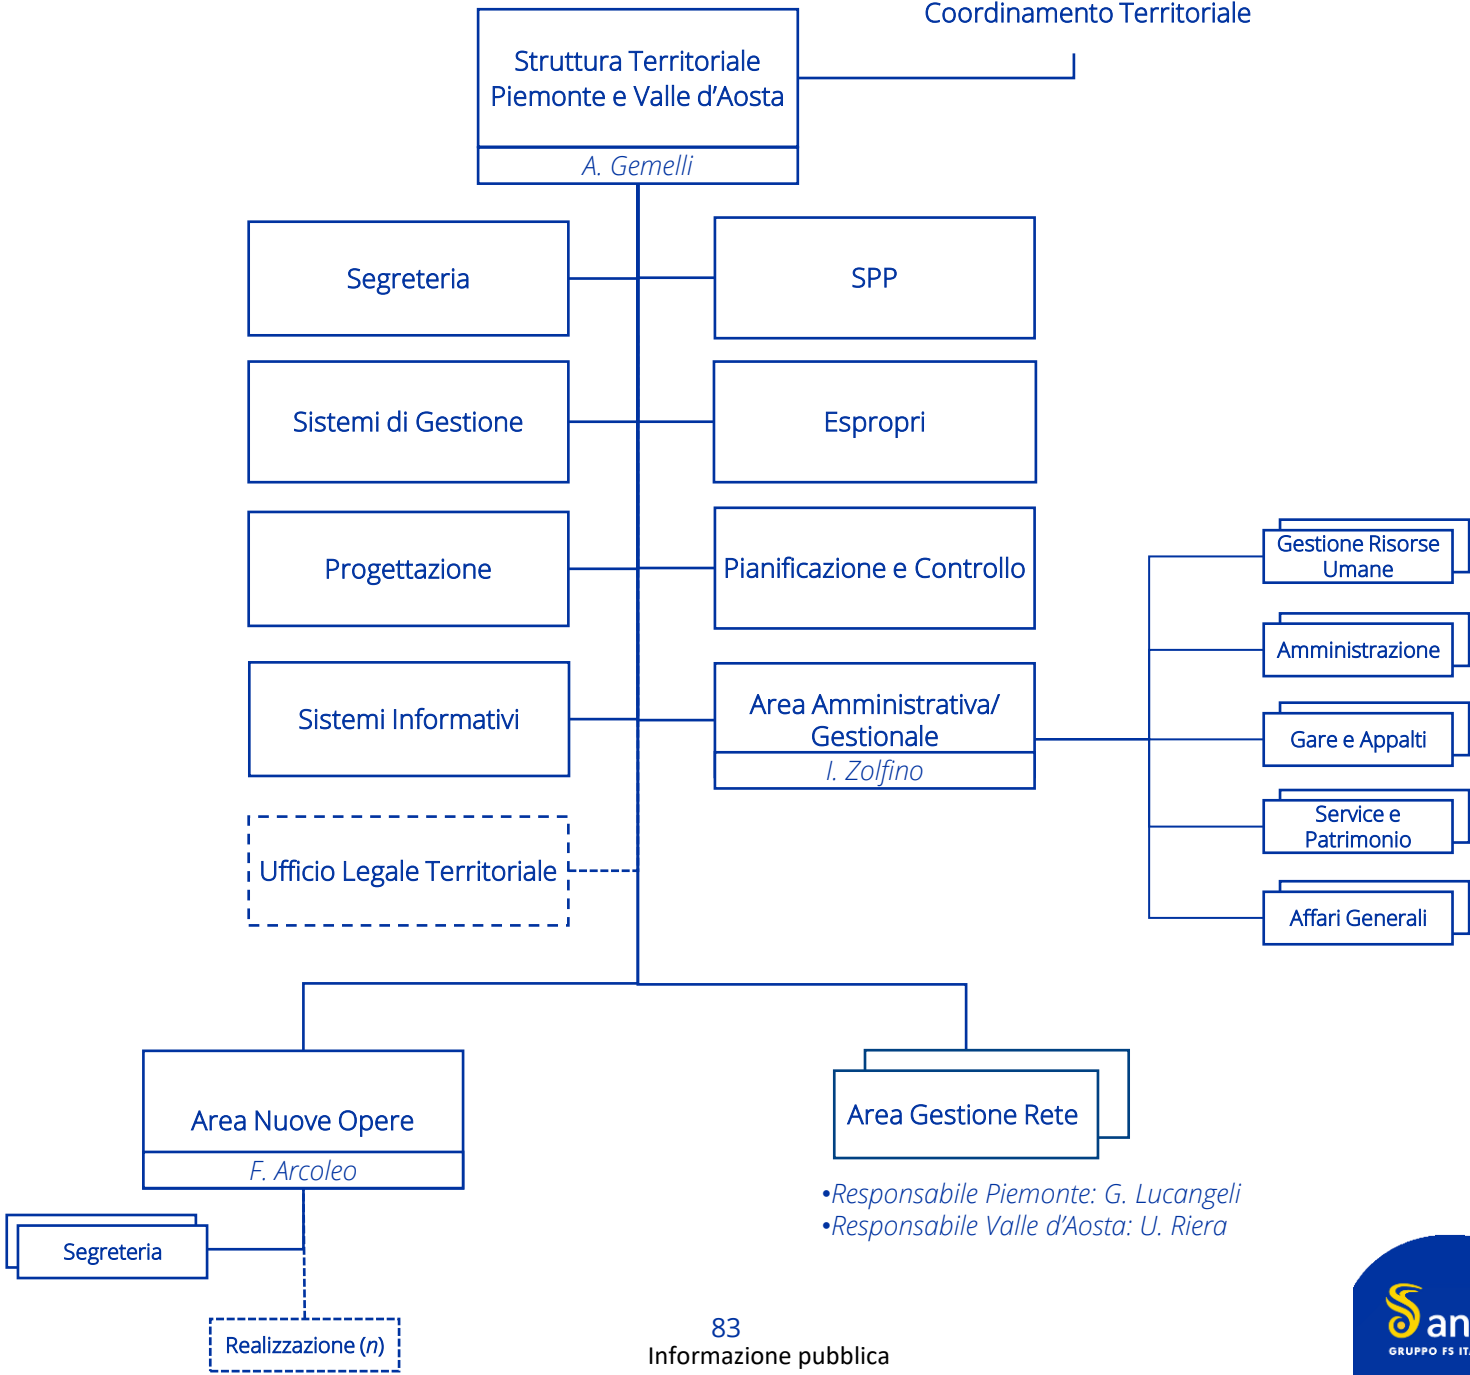 Coordinamento Territoriale
Struttura Territoriale
Piemonte e Valle d’Aosta
A. Gemelli
Segreteria
SPP
Sistemi di Gestione
Espropri
Progettazione
Pianificazione e Controllo
Gestione Risorse
Umane
Amministrazione
Sistemi Informativi
Area Amministrativa/
Gestionale
I. Zolfino
Gare e Appalti
Service e
Patrimonio
Ufficio Legale Territoriale
Affari Generali
Area Nuove Opere
F. Arcoleo
Area Gestione Rete
•Responsabile Piemonte: G. Lucangeli
•Responsabile Valle d’Aosta: U. Riera
Segreteria
Realizzazione (n)
83
Informazione pubblica
an
GRUPPO FS IT